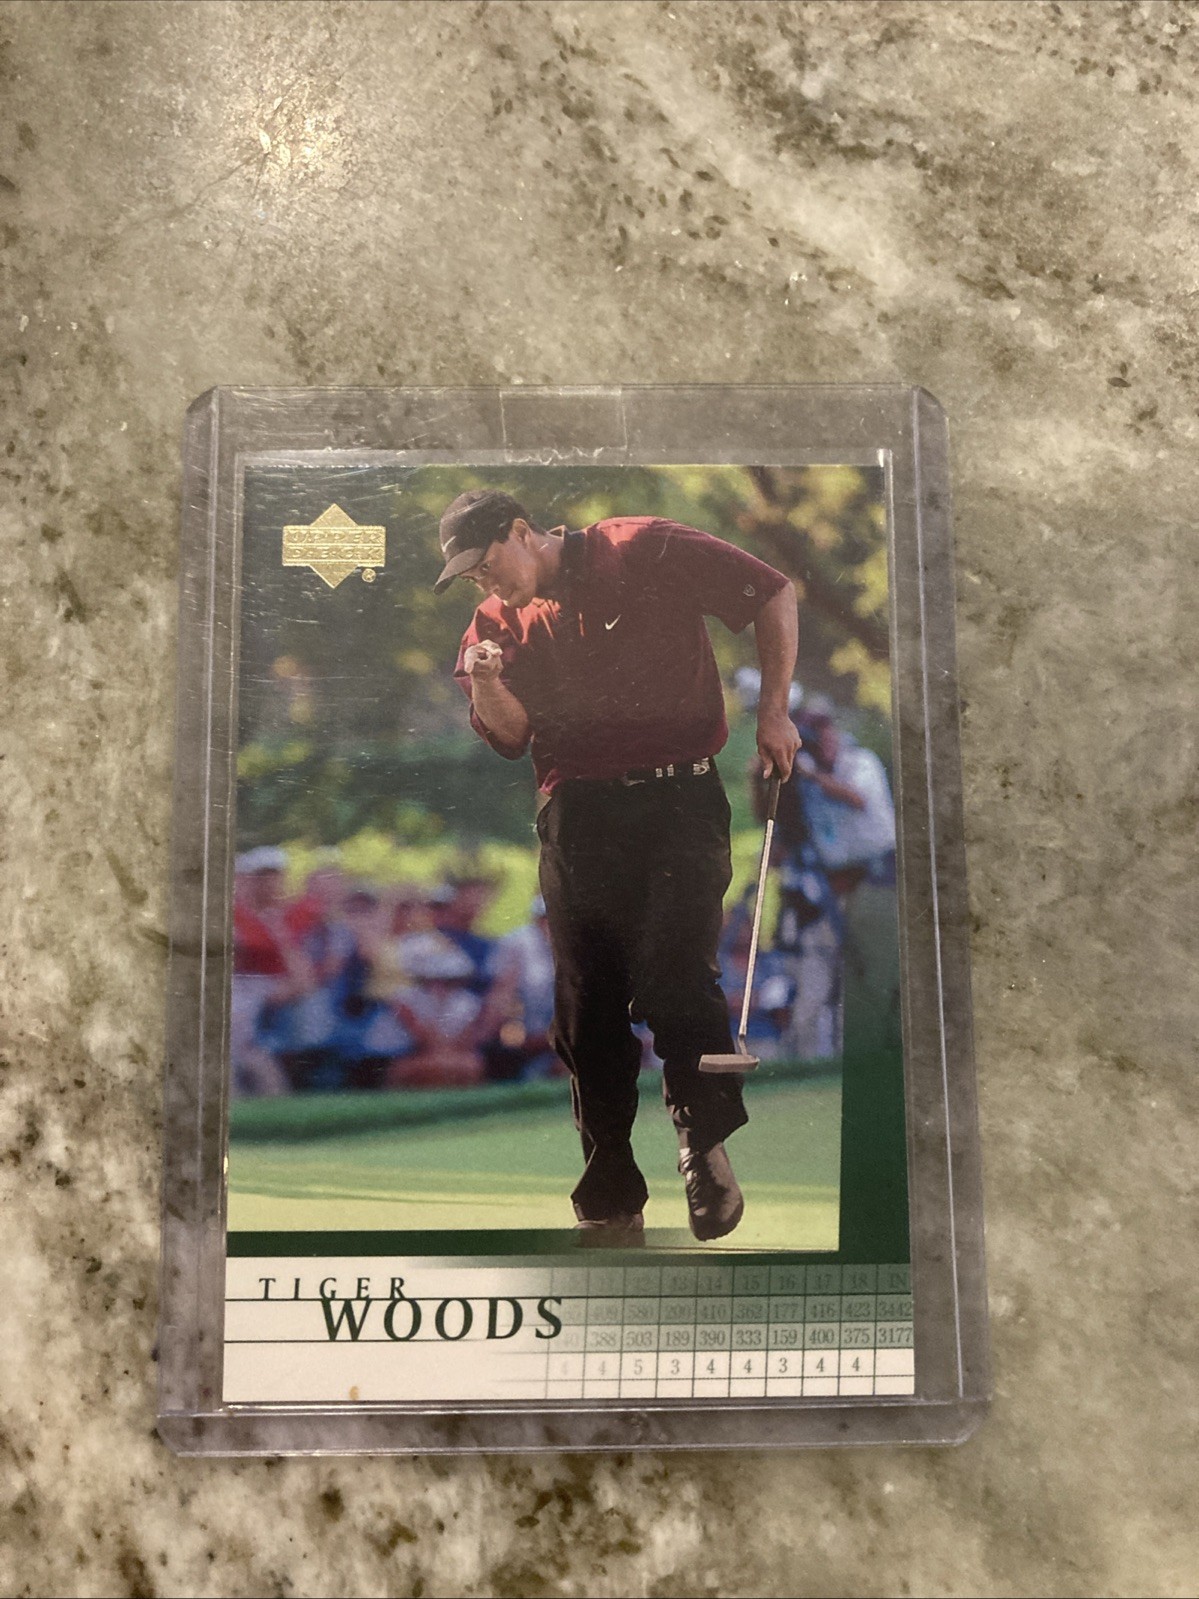 UPPER
DECK
®
TIGER
WOODS
11 12 13 14 15 16 17 18 IN
409 580 200 410 362 177 416 423 3442
388 503 189 390 333 159 400 375 3177
4 4 5 3 4 4 3 4 4